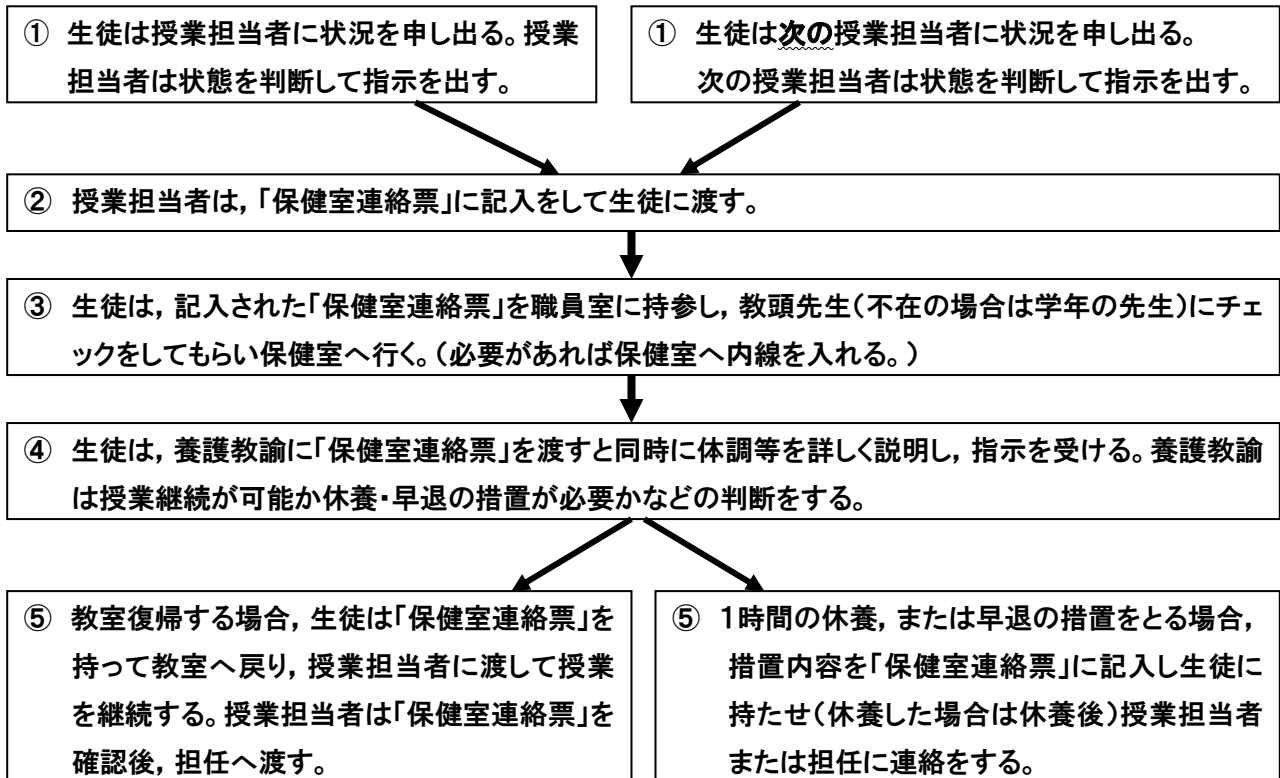 ① 生徒は授業担当者に状況を申し出る。授業
担当者は状態を判断して指示を出す。
① 生徒は次の授業担当者に状況を申し出る。
次の授業担当者は状態を判断して指示を出す。
② 授業担当者は，「保健室連絡票」に記入をして生徒に渡す。
③ 生徒は，記入された「保健室連絡票」を職員室に持参し，教頭先生（不在の場合は学年の先生）にチェ
ックをしてもらい保健室へ行く。（必要があれば保健室へ内線を入れる。）
④ 生徒は，養護教諭に「保健室連絡票」を渡すと同時に体調等を詳しく説明し，指示を受ける。養護教諭
は授業継続が可能か休養・早退の措置が必要かなどの判断をする。
⑤ 教室復帰する場合，生徒は「保健室連絡票」を
持って教室へ戻り，授業担当者に渡して授業
を継続する。授業担当者は「保健室連絡票」を
確認後，担任へ渡す。
⑤ 1時間の休養，または早退の措置をとる場合，
措置内容を「保健室連絡票」に記入し生徒に
持たせ（休養した場合は休養後）授業担当者
または担任に連絡をする。